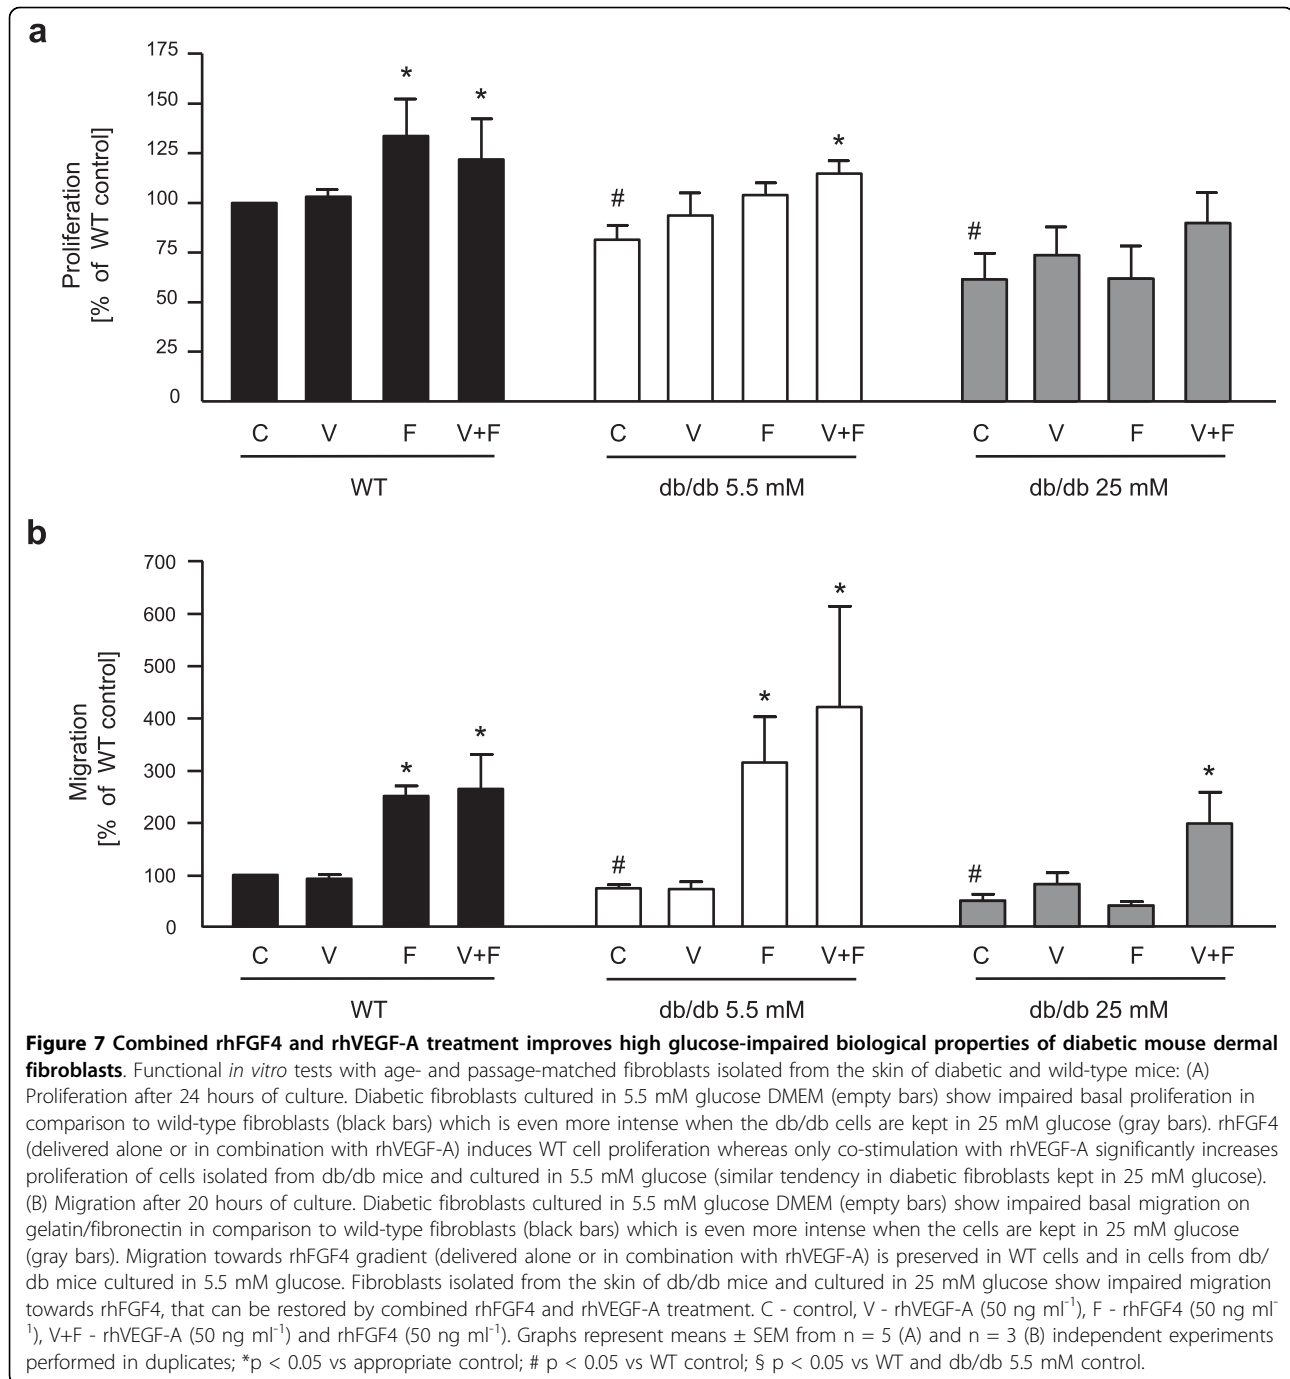 a
175
150
125
100
75
50
25
0
Proliferation
[% of WT control]
* * # * #
C V F V+F C V F V+F C V F V+F
WT db/db 5.5 mM db/db 25 mM
b
700
600
500
400
300
200
100
0
Migration
[% of WT control]
* * # * * # *
C V F V+F C V F V+F C V F V+F
WT db/db 5.5 mM db/db 25 mM
Figure 7 Combined rhFGF4 and rhVEGF-A treatment improves high glucose-impaired biological properties of diabetic mouse dermal
fibroblasts. Functional in vitro tests with age- and passage-matched fibroblasts isolated from the skin of diabetic and wild-type mice: (A)
Proliferation after 24 hours of culture. Diabetic fibroblasts cultured in 5.5 mM glucose DMEM (empty bars) show impaired basal proliferation in
comparison to wild-type fibroblasts (black bars) which is even more intense when the db/db cells are kept in 25 mM glucose (gray bars). rhFGF4
(delivered alone or in combination with rhVEGF-A) induces WT cell proliferation whereas only co-stimulation with rhVEGF-A significantly increases
proliferation of cells isolated from db/db mice and cultured in 5.5 mM glucose (similar tendency in diabetic fibroblasts kept in 25 mM glucose).
(B) Migration after 20 hours of culture. Diabetic fibroblasts cultured in 5.5 mM glucose DMEM (empty bars) show impaired basal migration on
gelatin/fibronectin in comparison to wild-type fibroblasts (black bars) which is even more intense when the cells are kept in 25 mM glucose
(gray bars). Migration towards rhFGF4 gradient (delivered alone or in combination with rhVEGF-A) is preserved in WT cells and in cells from db/
db mice cultured in 5.5 mM glucose. Fibroblasts isolated from the skin of db/db mice and cultured in 25 mM glucose show impaired migration
towards rhFGF4, that can be restored by combined rhFGF4 and rhVEGF-A treatment. C - control, V - rhVEGF-A (50 ng ml⁻¹), F - rhFGF4 (50 ng ml⁻
¹), V+F - rhVEGF-A (50 ng ml⁻¹) and rhFGF4 (50 ng ml⁻¹). Graphs represent means ± SEM from n = 5 (A) and n = 3 (B) independent experiments
performed in duplicates; *p < 0.05 vs appropriate control; # p < 0.05 vs WT control; § p < 0.05 vs WT and db/db 5.5 mM control.